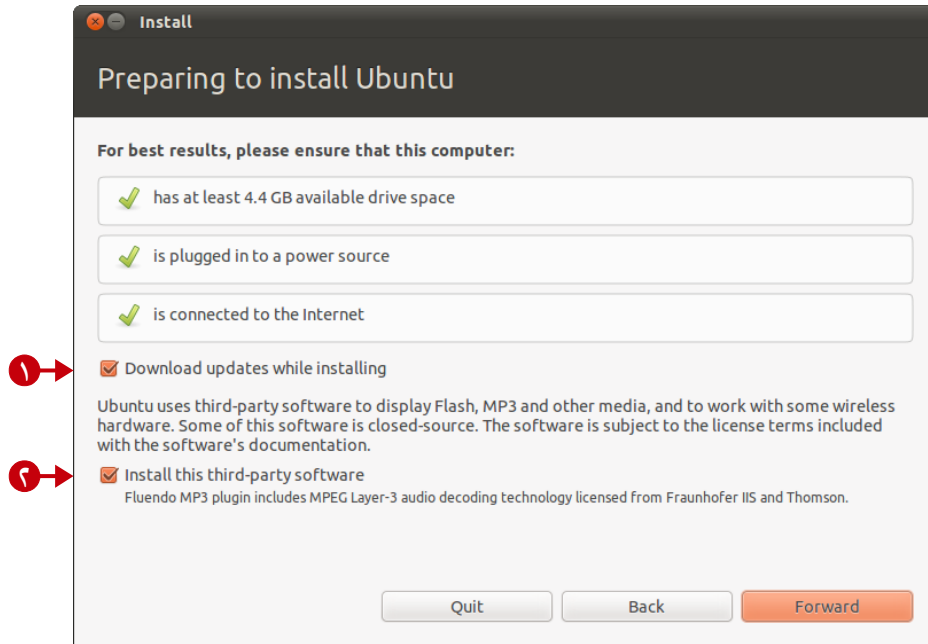 Install
Preparing to install Ubuntu
For best results, please ensure that this computer:
has at least 4.4 GB available drive space
is plugged in to a power source
is connected to the Internet
۱ Download updates while installing
Ubuntu uses third-party software to display Flash, MP3 and other media, and to work with some wireless
hardware. Some of this software is closed-source. The software is subject to the license terms included
with the software's documentation.
۲ Install this third-party software
Fluendo MP3 plugin includes MPEG Layer-3 audio decoding technology licensed from Fraunhofer IIS and Thomson.
Quit Back Forward